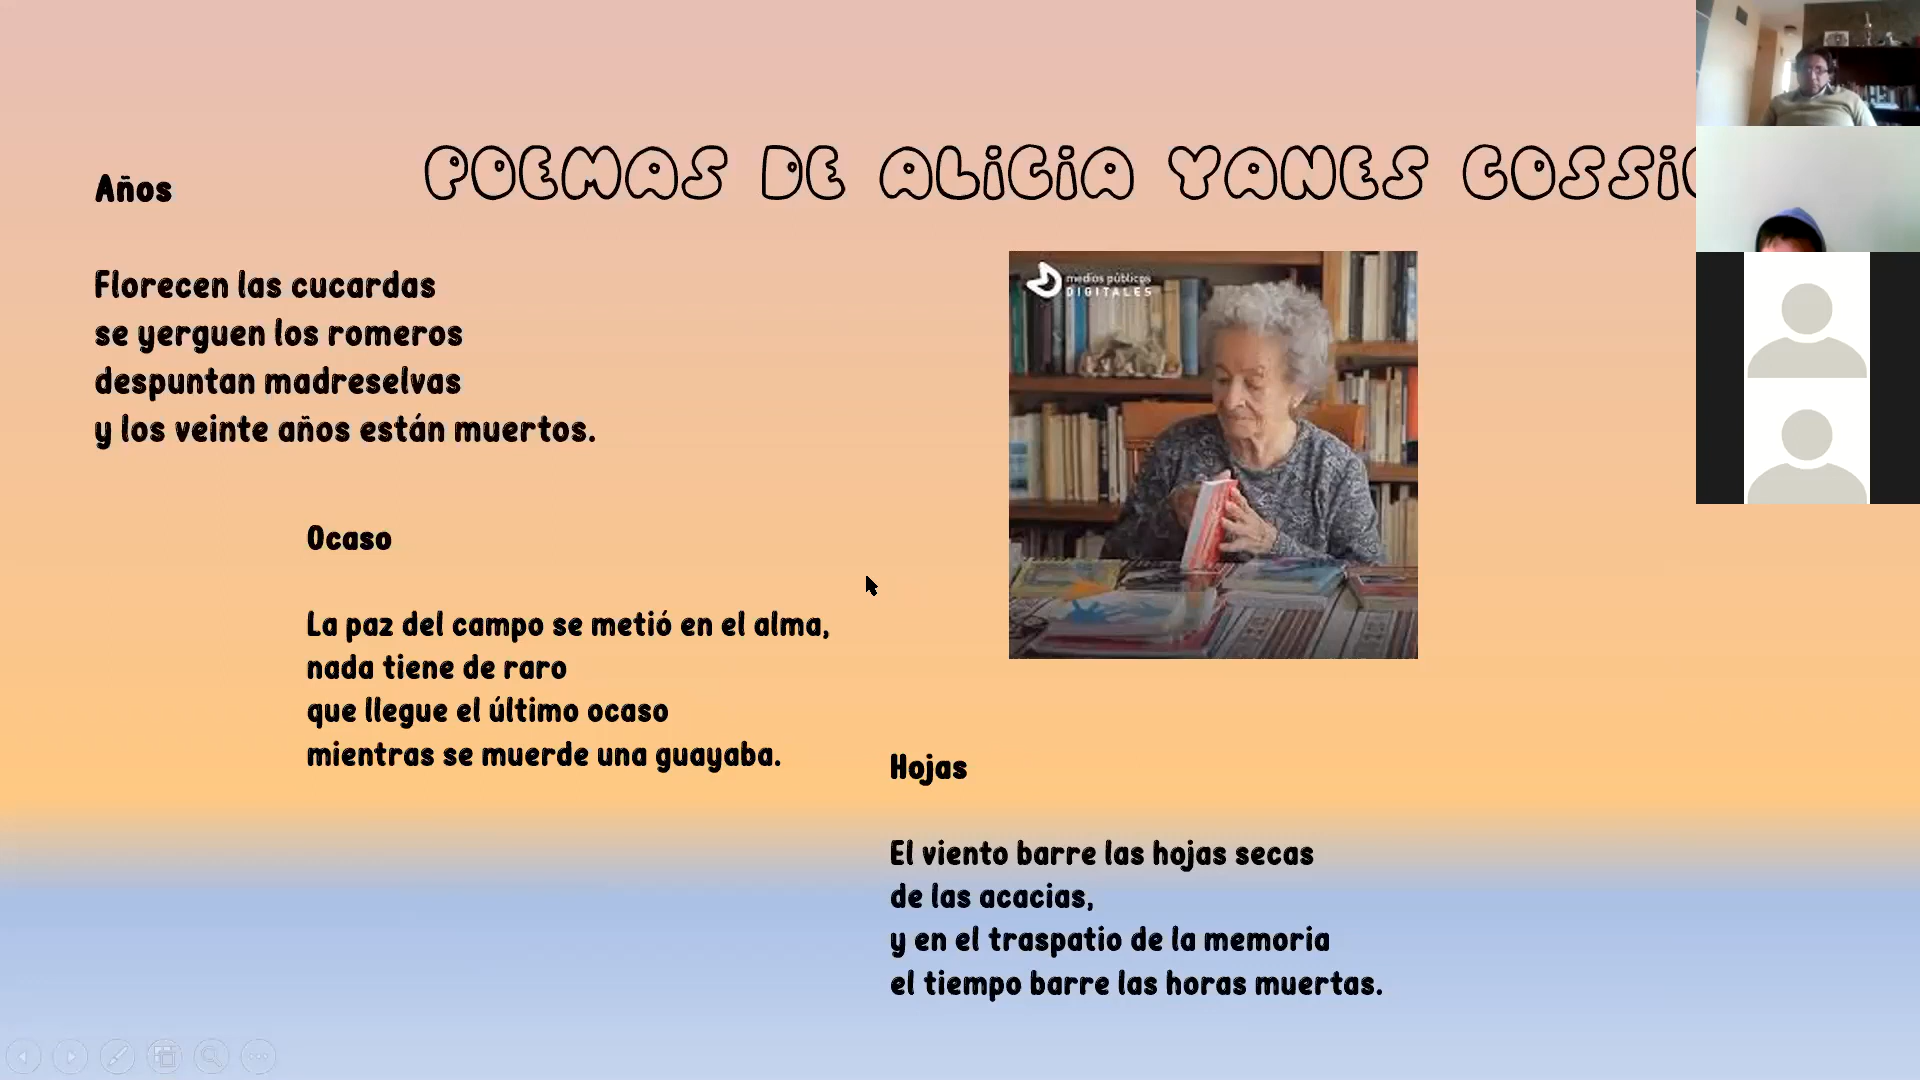 POEMAS DE ALICIA YANES
Años
Florecen las cucardas
se yerguen los romeros
despuntan madreselvas
y los veinte años están muertos.
medios públicos
DIGITALES
Ocaso
La paz del campo se metió en el alma,
nada tiene de raro
que llegue el último ocaso
mientras se muerde una guayaba.
Hojas
El viento barre las hojas secas
de las acacias,
y en el traspatio de la memoria
el tiempo barre las horas muertas.